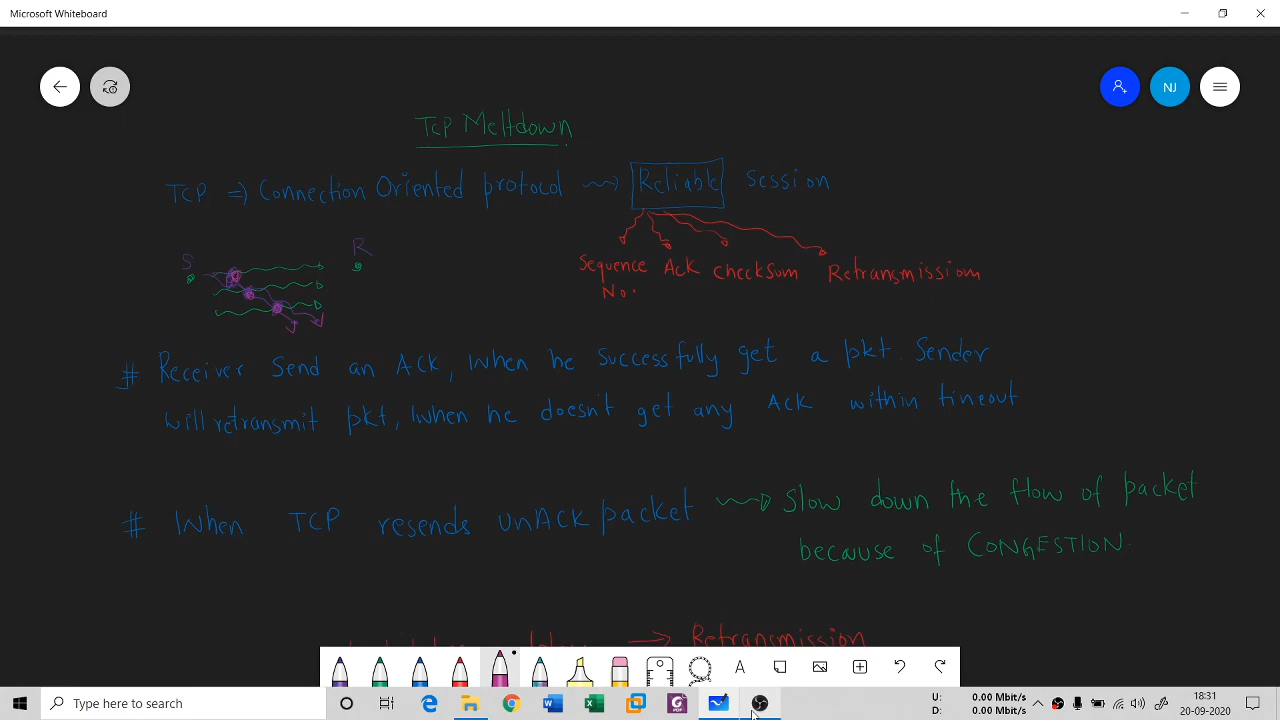 Microsoft Whiteboard
NJ
TCP Meltdown
TCP => Connection Oriented protocol Reliable Session
S R
Sequence Ack checksum Retransmission
No.
# Receiver Send an ACK, When he successfully get a pkt. Sender
will retransmit pkt, When he doesn't get any Ack within timeout
# When TCP resends unACK packet slow down the flow of packet
because of CONGESTION.
→ Retransmission
A
Type here to search
U: 0.00 Mbit/s
D: 0.00 Mbit/s
18:31
20-09-2020